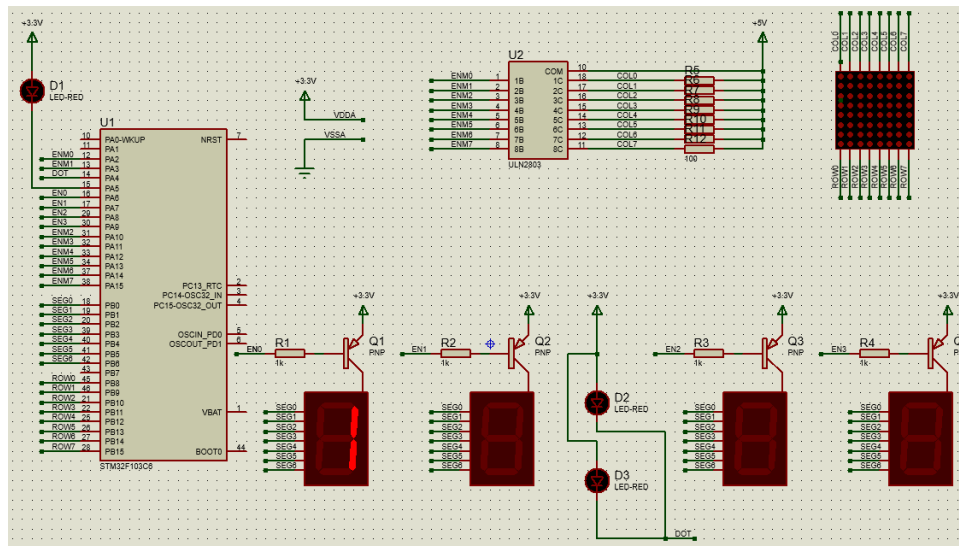 +3.3V
D1
LED-RED
+3.3V
VDDA
VSSA
U1
10 PA0-WKUP
11 PA1
ENM0 12 PA2
ENM1 13 PA3
DOT 14 PA4
15 PA5
EN0 16 PA6
EN1 17 PA7
EN2 29 PA8
EN3 30 PA9
ENM2 31 PA10
ENM3 32 PA11
ENM4 33 PA12
ENM5 34 PA13
ENM6 37 PA14
ENM7 38 PA15
SEG0 18 PB0
SEG1 19 PB1
SEG2 20 PB2
SEG3 39 PB3
SEG4 40 PB4
SEG5 41 PB5
SEG6 42 PB6
43 PB7
ROW0 45 PB8
ROW1 46 PB9
ROW2 21 PB10
ROW3 22 PB11
ROW4 25 PB12
ROW5 26 PB13
ROW6 27 PB14
ROW7 28 PB15
NRST 7
PC13_RTC 2
PC14-OSC32_IN 3
PC15-OSC32_OUT 4
OSCIN_PD0 5
OSCOUT_PD1 6
VBAT 1
BOOT0 44
STM32F103C6
U2
COM 10
ENM0 1 1B 1C 18 COL0
ENM1 2 2B 2C 17 COL1
ENM2 3 3B 3C 16 COL2
ENM3 4 4B 4C 15 COL3
ENM4 5 5B 5C 14 COL4
ENM5 6 6B 6C 13 COL5
ENM6 7 7B 7C 12 COL6
ENM7 8 8B 8C 11 COL7
ULN2803
+5V
R5
R6
R7
R8
R9
R10
R11
R12
100
COL0
COL1
COL2
COL3
COL4
COL5
COL6
COL7
ROW0
ROW1
ROW2
ROW3
ROW4
ROW5
ROW6
ROW7
+3.3V
EN0
R1
1k
Q1
PNP
SEG0
SEG1
SEG2
SEG3
SEG4
SEG5
SEG6
+3.3V
EN1
R2
1k
Q2
PNP
SEG0
SEG1
SEG2
SEG3
SEG4
SEG5
SEG6
+3.3V
D2
LED-RED
D3
LED-RED
DOT
+3.3V
EN2
R3
1k
Q3
PNP
SEG0
SEG1
SEG2
SEG3
SEG4
SEG5
SEG6
+3.3V
EN3
R4
1k
PNP
SEG0
SEG1
SEG2
SEG3
SEG4
SEG5
SEG6